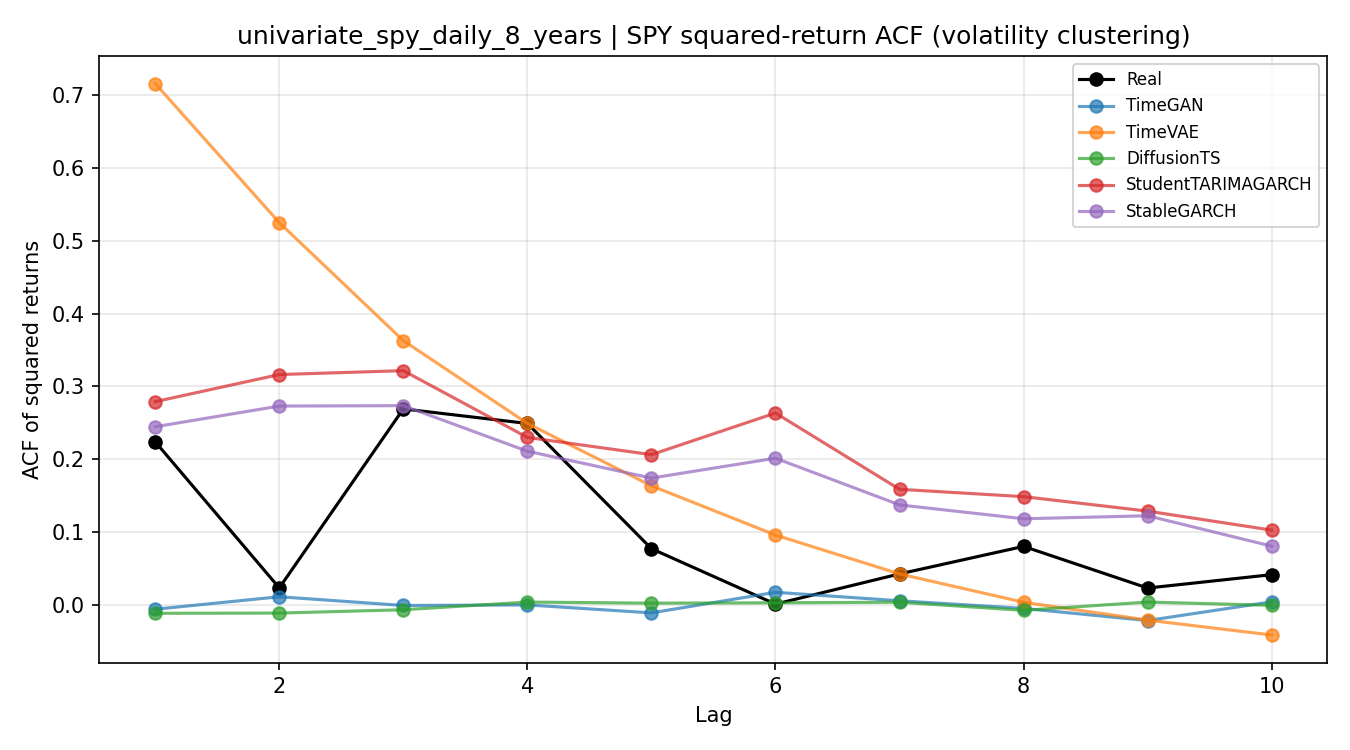 univariate_spy_daily_8_years | SPY squared-return ACF (volatility clustering)
Real
TimeGAN
TimeVAE
DiffusionTS
StudentTARIMAGARCH
StableGARCH
ACF of squared returns
0.7
0.6
0.5
0.4
0.3
0.2
0.1
0.0
2
4
6
8
10
Lag